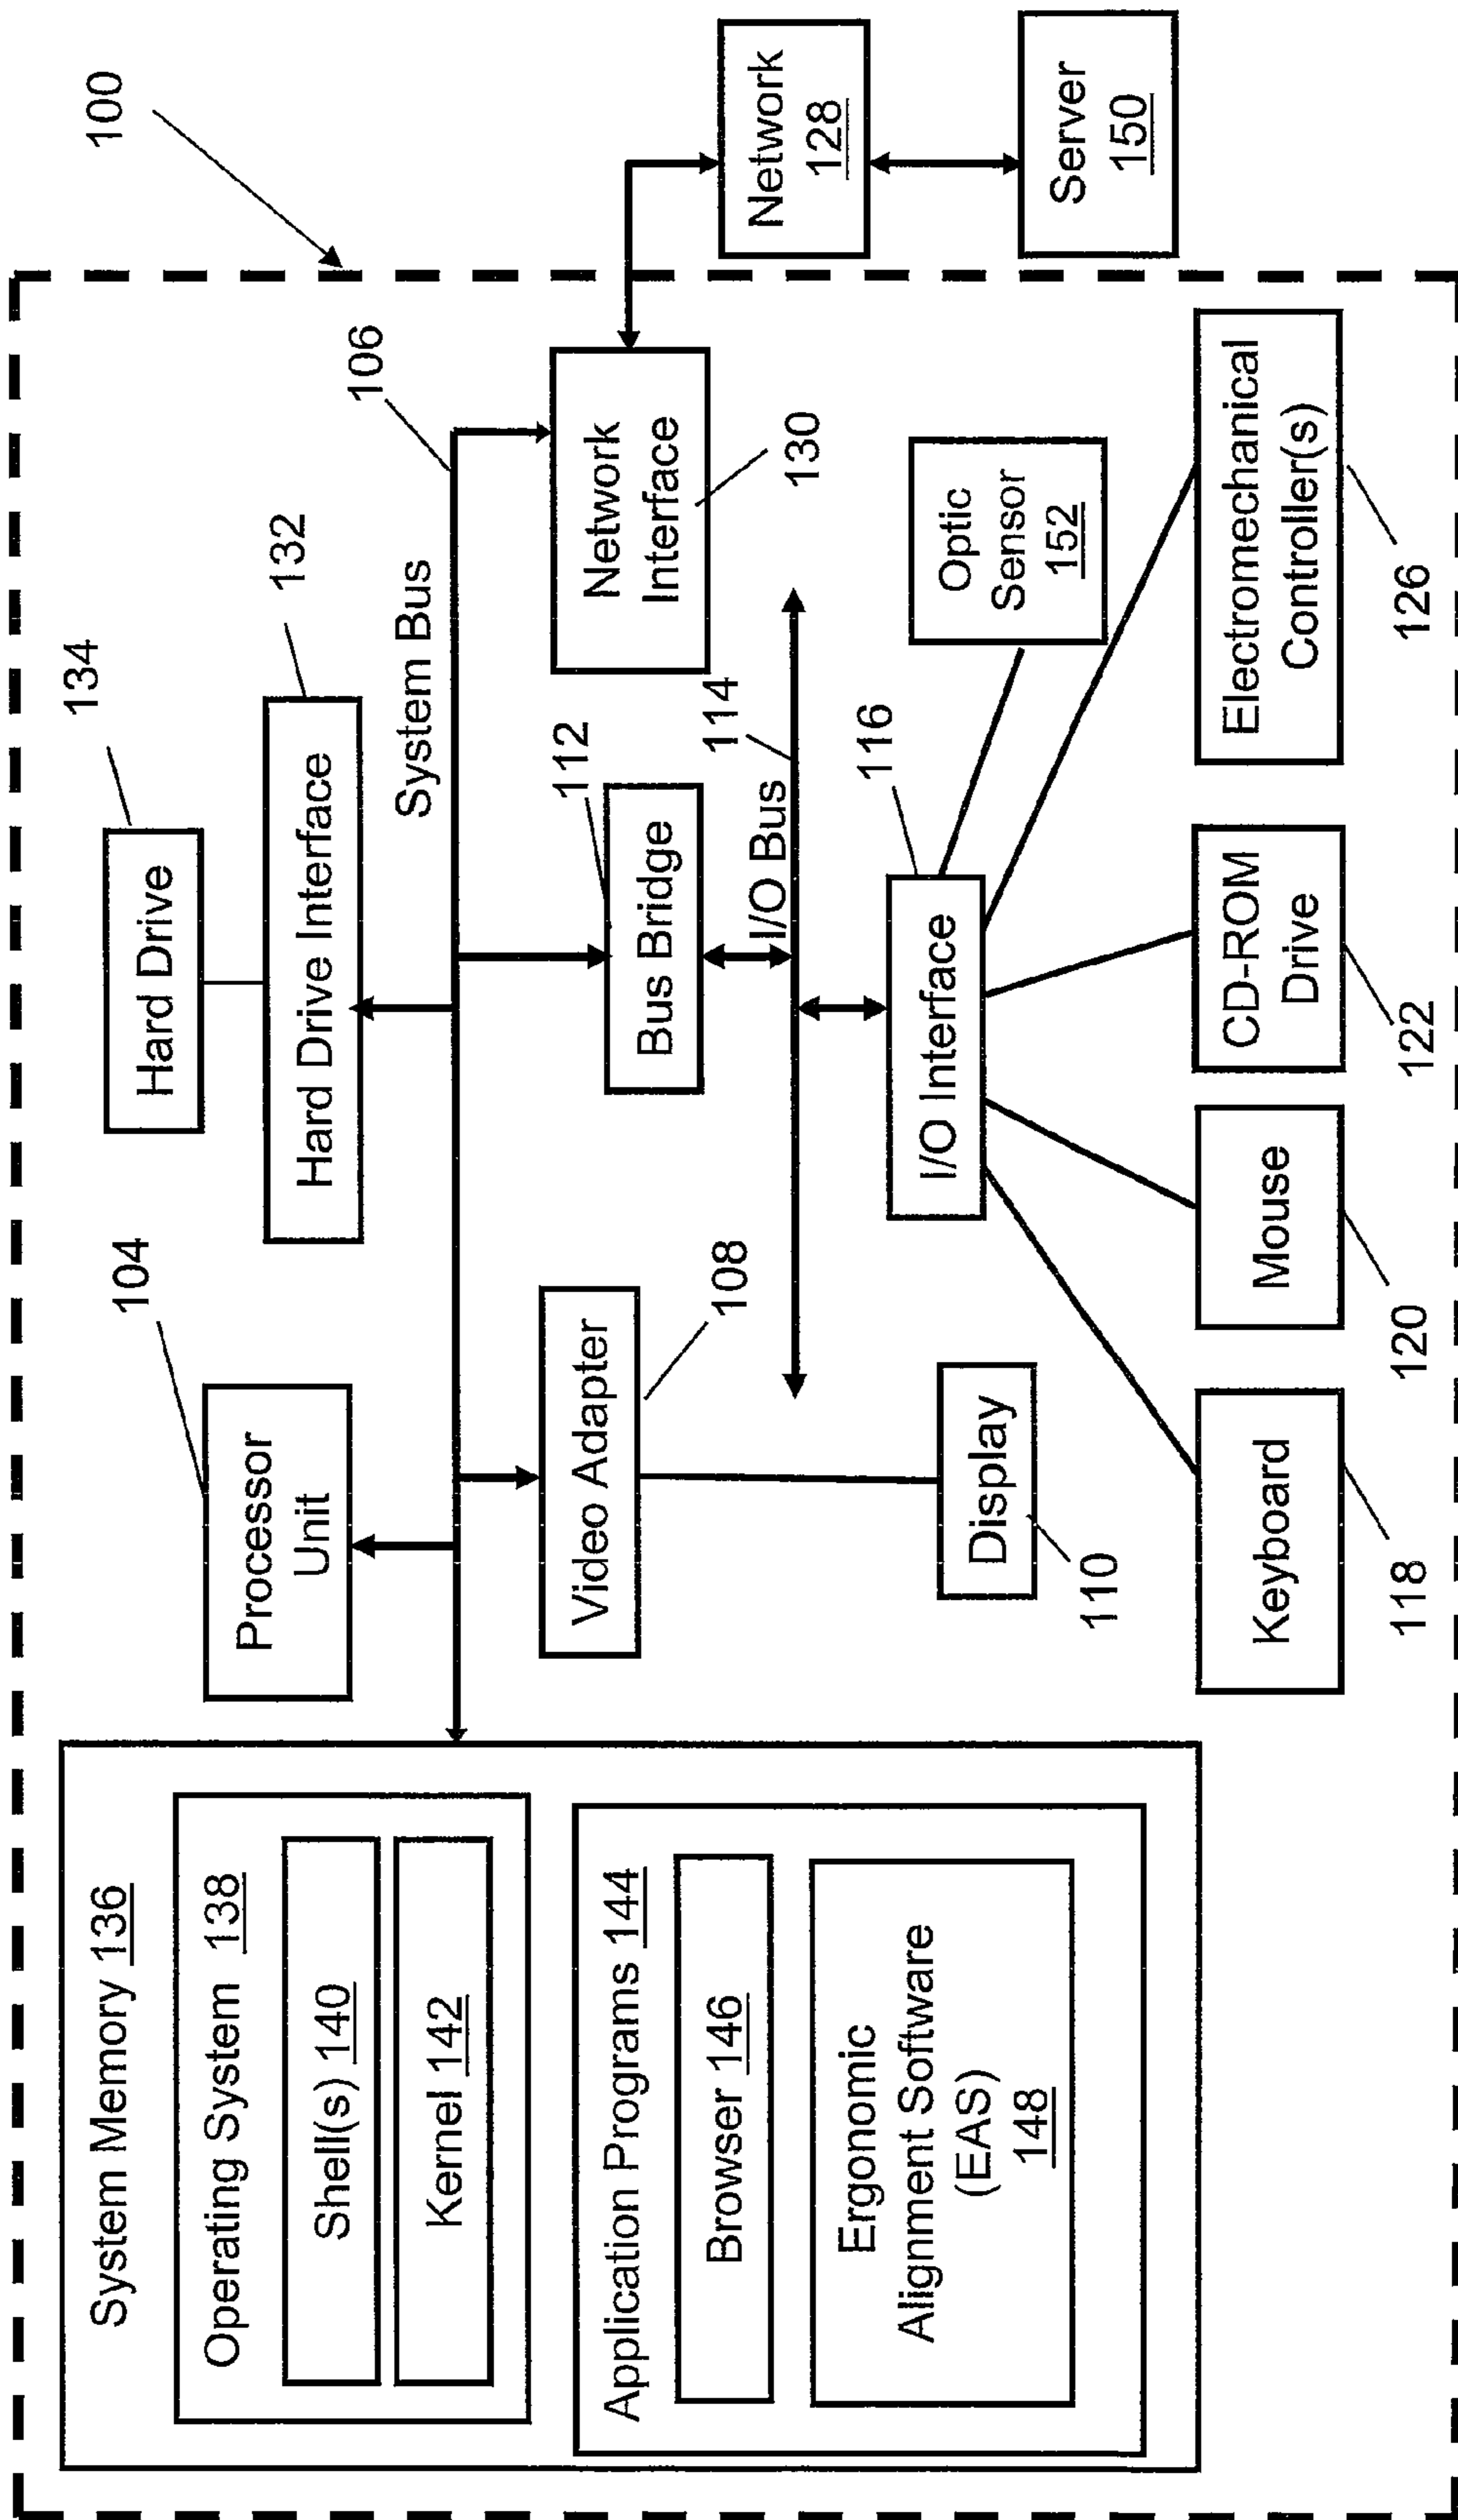 100
134
Hard Drive
132
Hard Drive Interface
104
Processor
Unit
System Bus
106
System Memory 136
Operating System 138
Shell(s) 140
Kernel 142
Application Programs 144
Browser 146
Ergonomic
Alignment Software
(EAS)
148
Video Adapter
108
Display
110
112
Bus Bridge
I/O Bus
114
Network
Interface
130
Network
128
Server
150
116
I/O Interface
Optic
Sensor
152
Keyboard
118
Mouse
120
CD-ROM
Drive
122
Electromechanical
Controller(s)
126